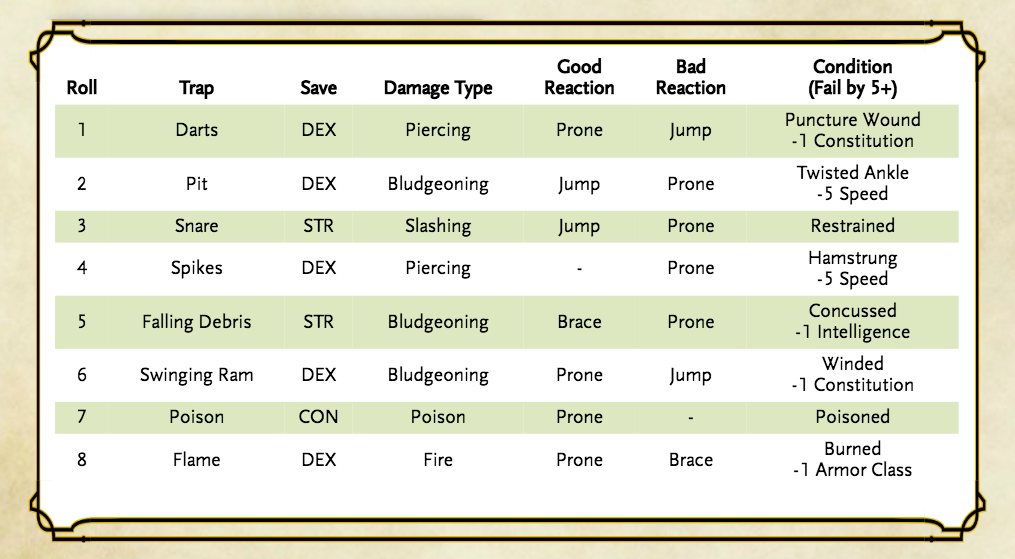 Roll Trap Save Damage Type Good Reaction Bad Reaction Condition (Fail by 5+)
1 Darts DEX Piercing Prone Jump Puncture Wound -1 Constitution
2 Pit DEX Bludgeoning Jump Prone Twisted Ankle -5 Speed
3 Snare STR Slashing Jump Prone Restrained
4 Spikes DEX Piercing - Prone Hamstrung -5 Speed
5 Falling Debris STR Bludgeoning Brace Prone Concussed -1 Intelligence
6 Swinging Ram DEX Bludgeoning Prone Jump Winded -1 Constitution
7 Poison CON Poison Prone - Poisoned
8 Flame DEX Fire Prone Brace Burned -1 Armor Class